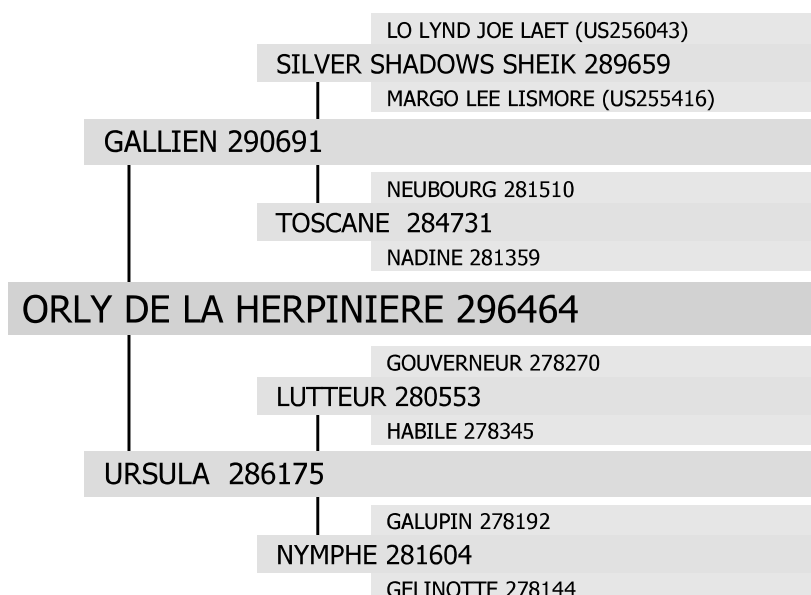 LO LYND JOE LAET (US256043)
SILVER SHADOWS SHEIK 289659
MARGO LEE LISMORE (US255416)
GALLIEN 290691
NEUBOURG 281510
TOSCANE 284731
NADINE 281359
ORLY DE LA HERPINIERE 296464
GOUVERNEUR 278270
LUTTEUR 280553
HABILE 278345
URSULA 286175
GALUPIN 278192
NYMPHE 281604
GELINOTTE 278144